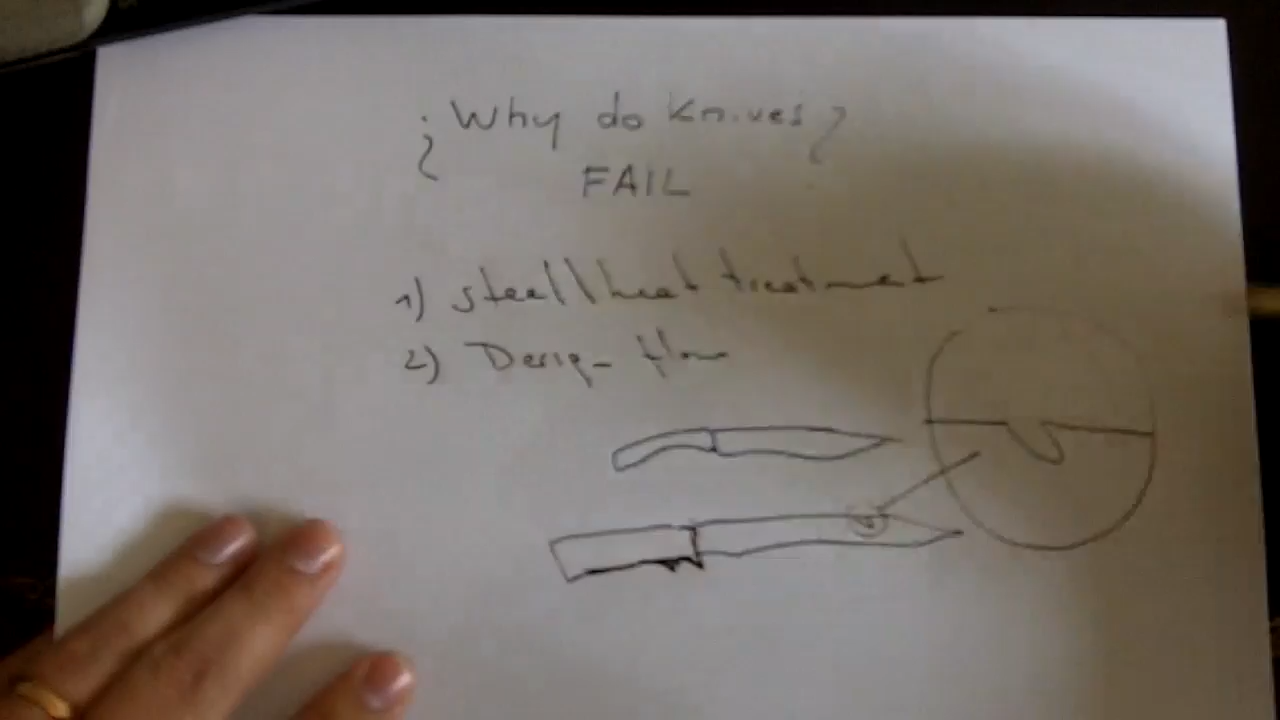 ¿Why do knives?
FAIL
1) steel/heat treatment
2) Design flaw